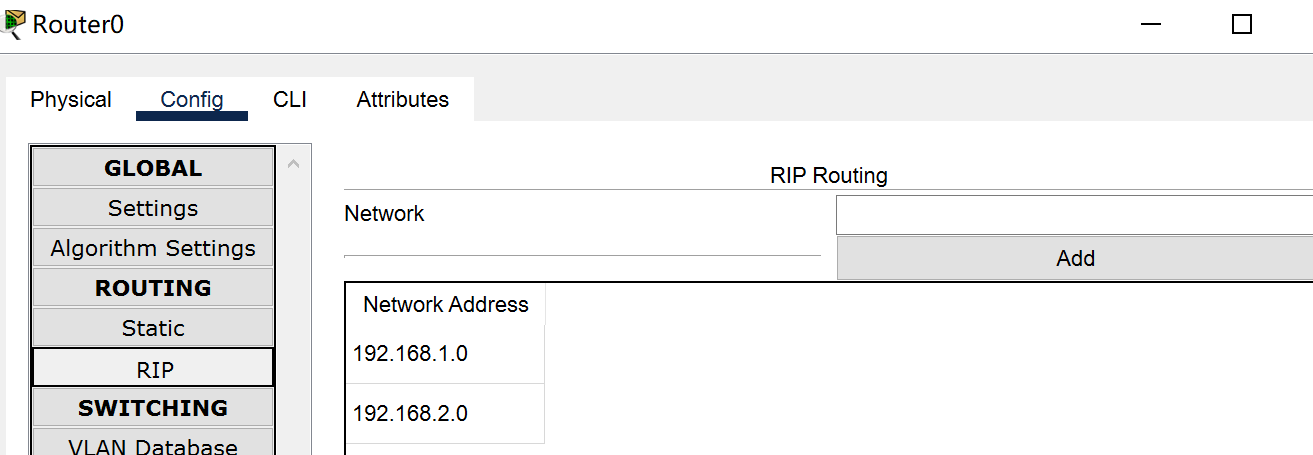 Router0
Physical Config CLI Attributes
GLOBAL
Settings
Algorithm Settings
ROUTING
Static
RIP
SWITCHING
VLAN Database
RIP Routing
Network
Add
Network Address
192.168.1.0
192.168.2.0